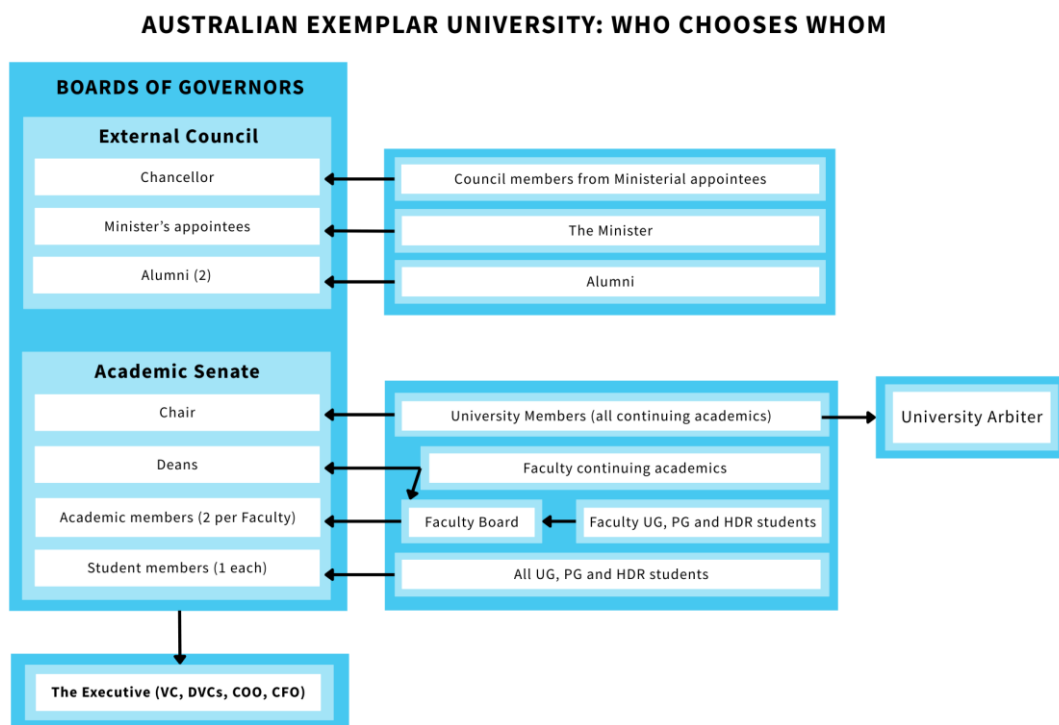 AUSTRALIAN EXEMPLAR UNIVERSITY: WHO CHOOSES WHOM
BOARDS OF GOVERNORS
External Council
Chancellor
Council members from Ministerial appointees
Minister’s appointees
The Minister
Alumni (2)
Alumni
Academic Senate
Chair
University Members (all continuing academics)
University Arbiter
Deans
Faculty continuing academics
Academic members (2 per Faculty)
Faculty Board
Faculty UG, PG and HDR students
Student members (1 each)
All UG, PG and HDR students
The Executive (VC, DVCs, COO, CFO)